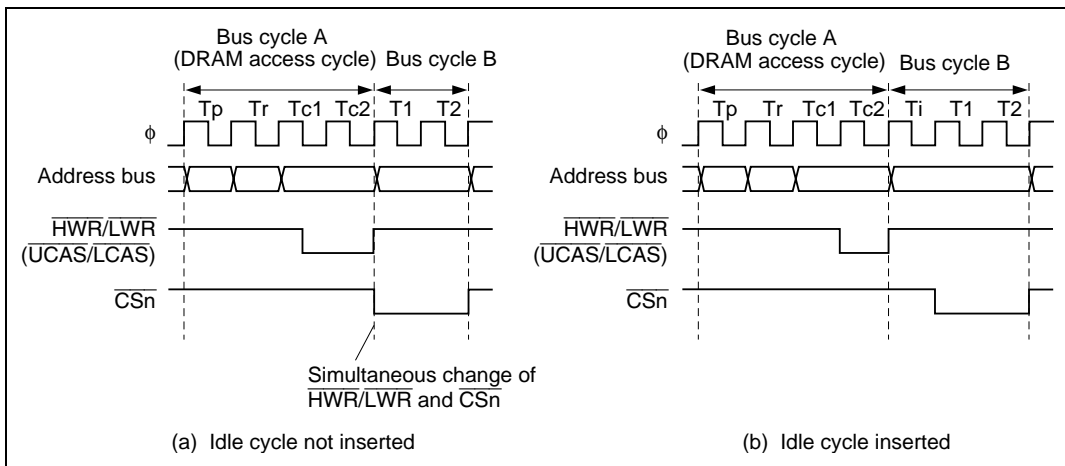 Bus cycle A
(DRAM access cycle) Bus cycle B
Tp Tr Tc1 Tc2 T1 T2
ϕ
Address bus
HWR/LWR
(UCAS/LCAS)
CSn
Simultaneous change of
HWR/LWR and CSn
(a) Idle cycle not inserted
Bus cycle A
(DRAM access cycle) Bus cycle B
Tp Tr Tc1 Tc2 Ti T1 T2
ϕ
Address bus
HWR/LWR
(UCAS/LCAS)
CSn
(b) Idle cycle inserted